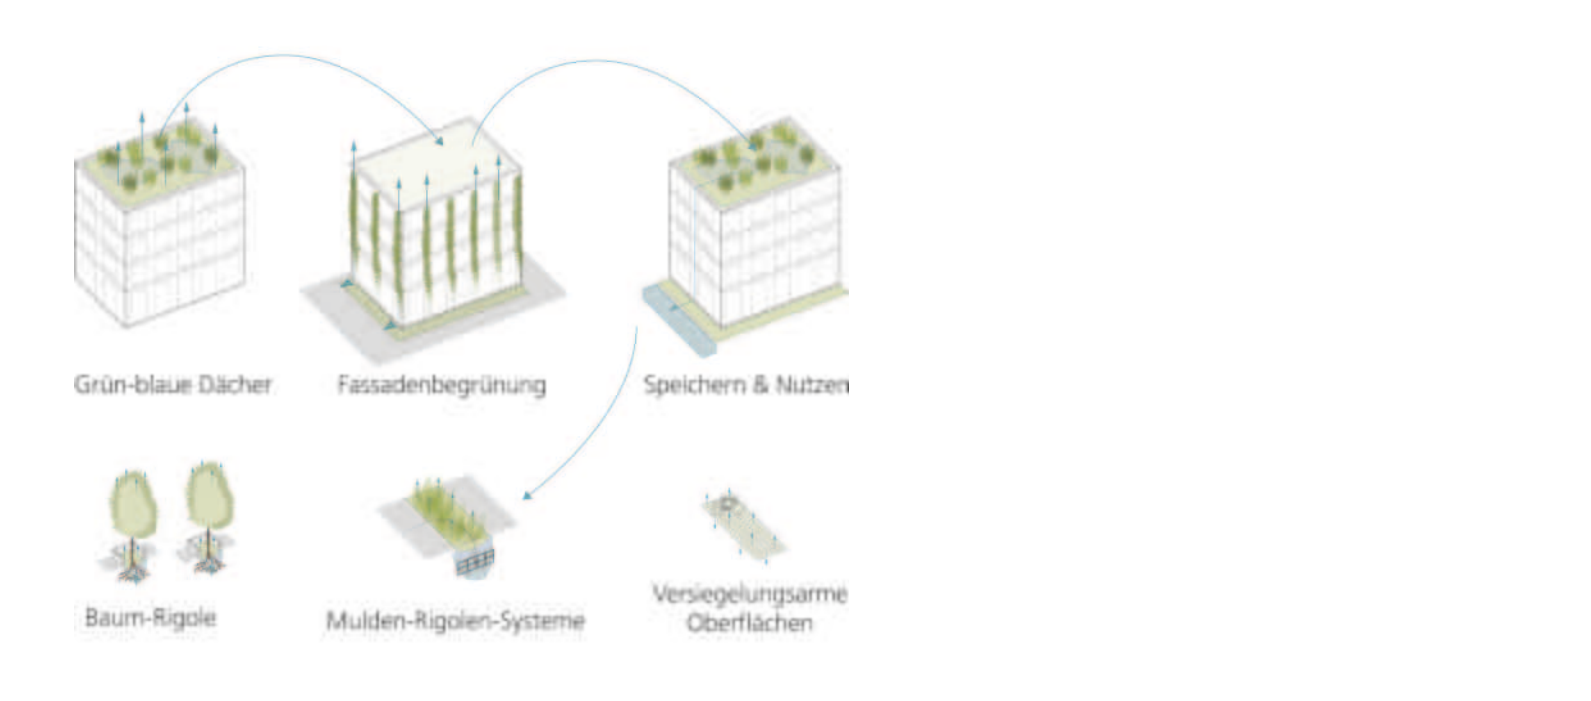 Grün-blaue Dächer
Fassadenbegrünung
Speichern & Nutzen
Baum-Rigole
Mulden-Rigolen-Systeme
Versiegelungsarme
Oberflächen